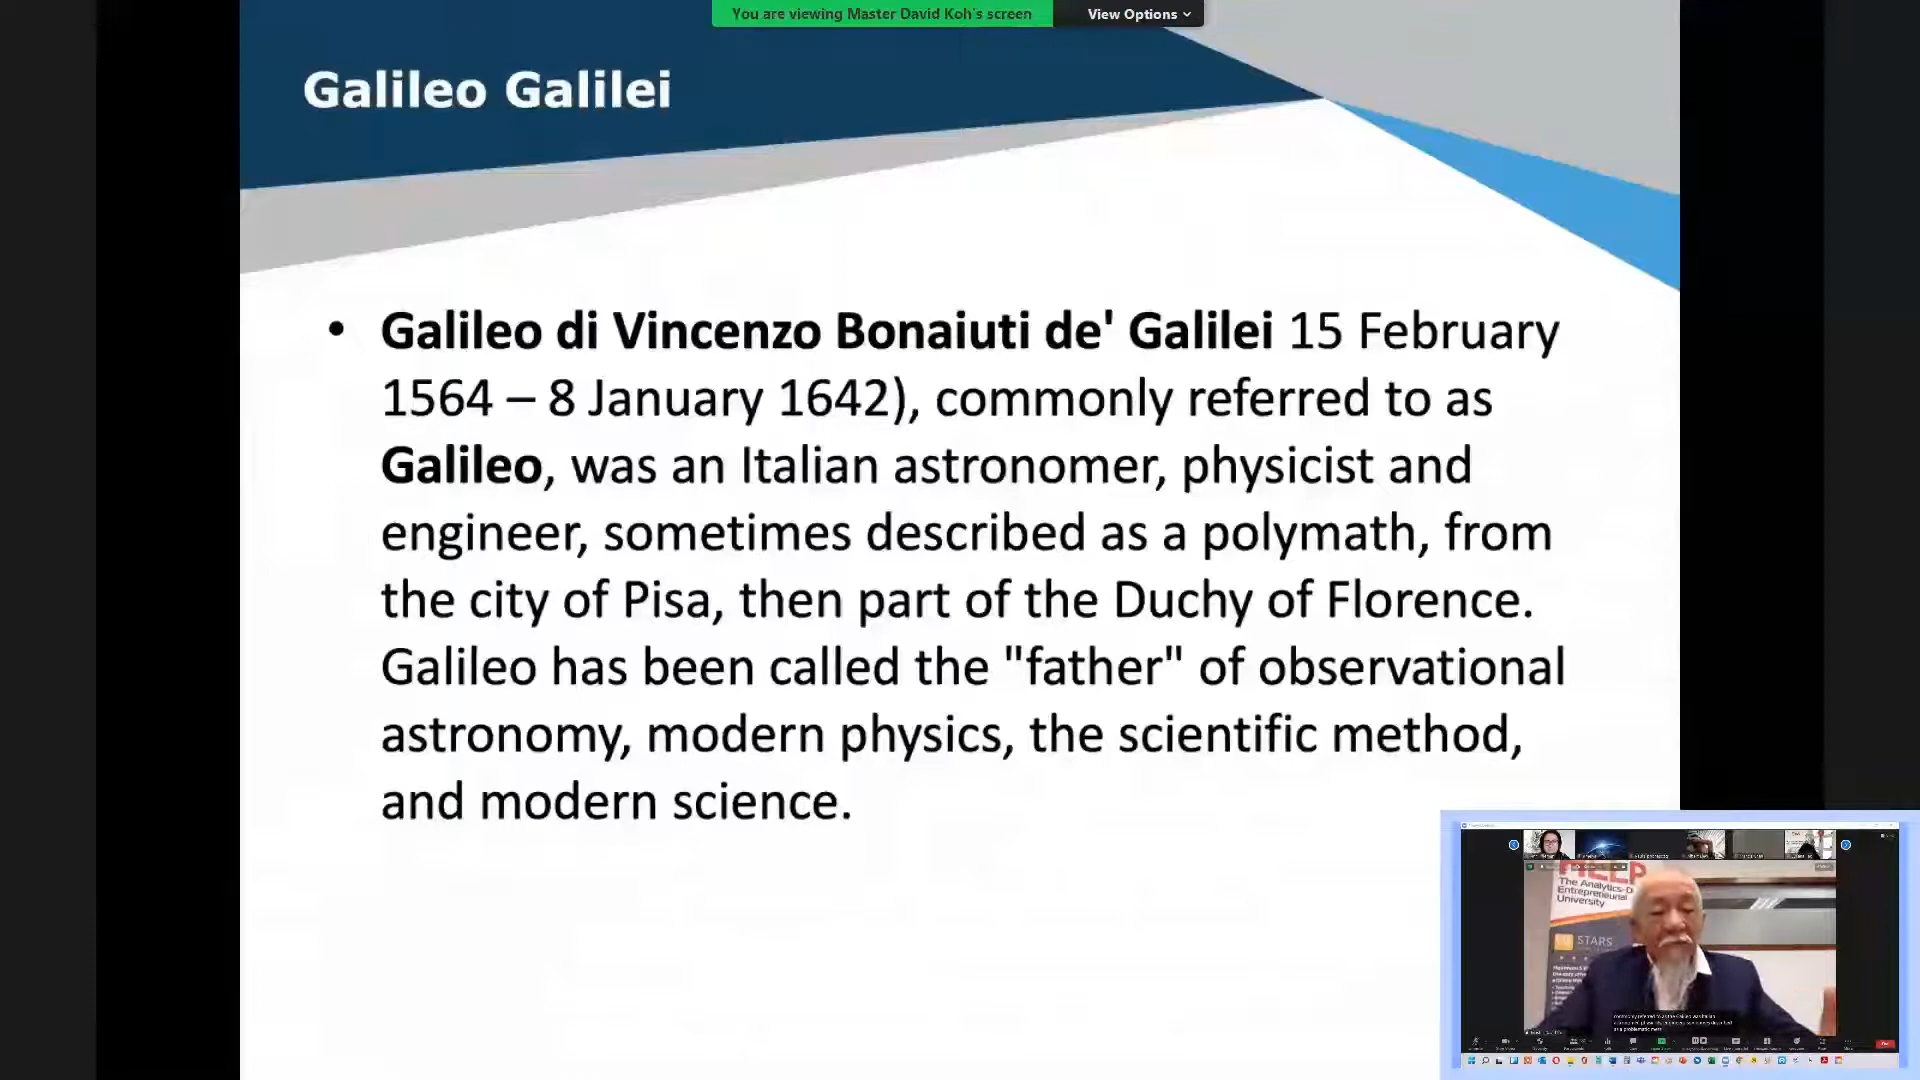 You are viewing Master David Koh's screen
View Options
Galileo Galilei
• Galileo di Vincenzo Bonaiuti de' Galilei 15 February
1564 – 8 January 1642), commonly referred to as
Galileo, was an Italian astronomer, physicist and
engineer, sometimes described as a polymath, from
the city of Pisa, then part of the Duchy of Florence.
Galileo has been called the "father" of observational
astronomy, modern physics, the scientific method,
and modern science.
HELP
The Analytics-D
Entrepreneurial
University
STARS